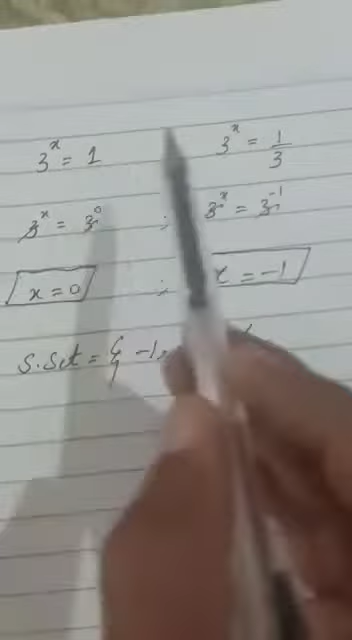 3^x = 1 3^x = 1/3
3^x = 3^0 ; 3^x = 3^-1
x = 0 ; x = -1
S.Set = { -1,